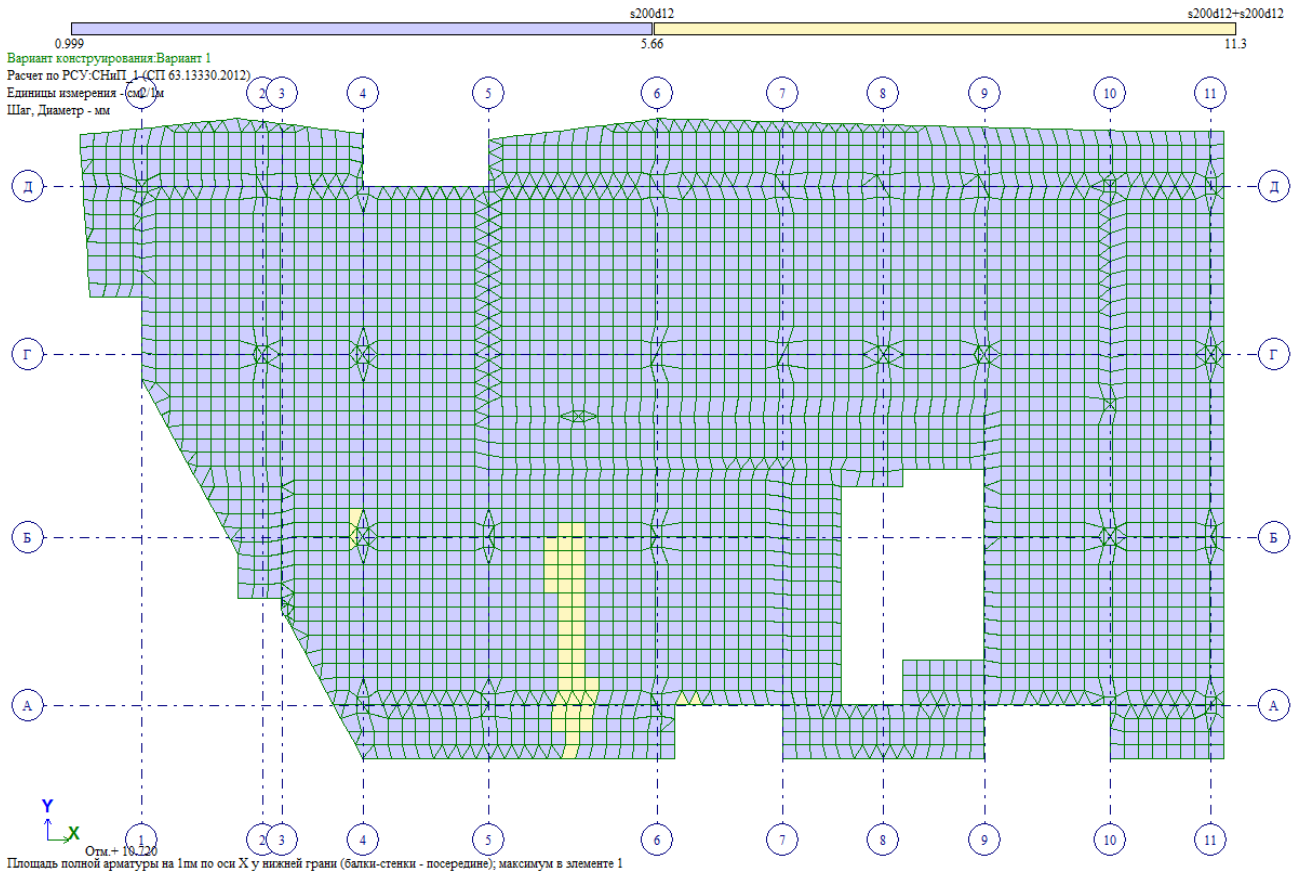 s200d12 s200d12+s200d12
0.999 5.66 11.3
Вариант конструирования:Вариант 1
Расчет по РСУ:СНиП_1 (СП 63.13330.2012)
Единицы измерения - см2/1м
Шаг, Диаметр - мм
1 2 3 4 5 6 7 8 9 10 11
Д Д
Г Г
Б Б
А А
Y
X
1 2 3 4 5 6 7 8 9 10 11
Отм.+ 10.720
Площадь полной арматуры на 1пм по оси X у нижней грани (балки-стенки - посередине); максимум в элементе 1